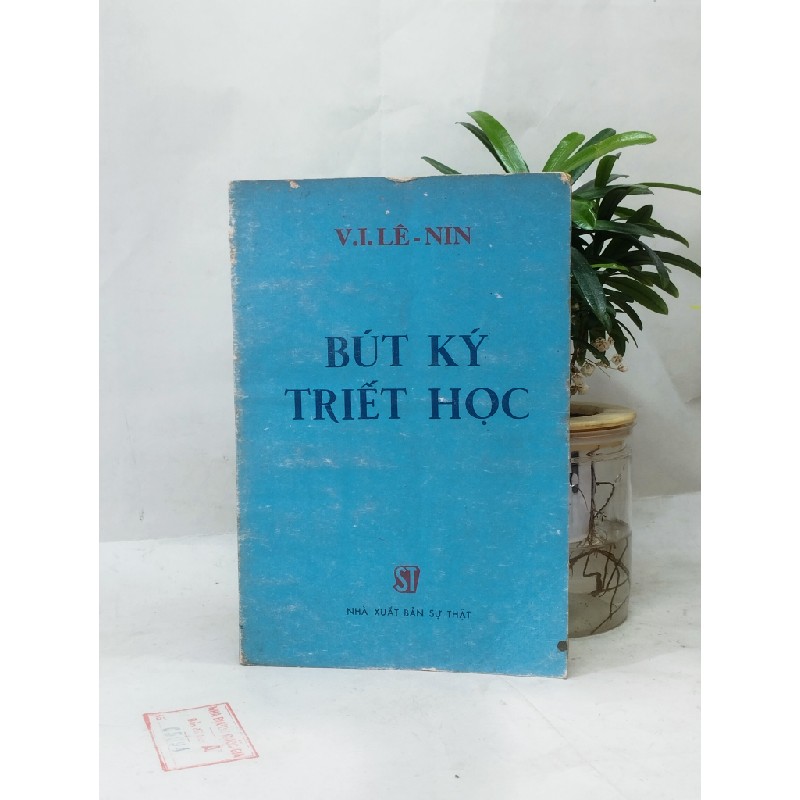 V.I. LÊ-NIN
BÚT KÝ
TRIẾT HỌC
ST
NHÀ XUẤT BẢN SỰ THẬT